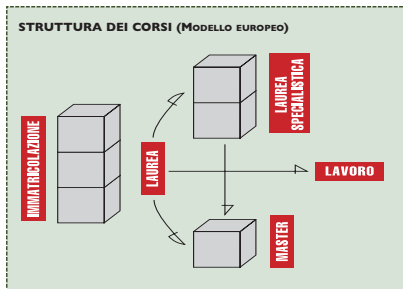 STRUTTURA DEI CORSI (MODELLO EUROPEO)
IMMATRICOLAZIONE
LAUREA
LAUREA
SPECIALISTICA
LAVORO
MASTER